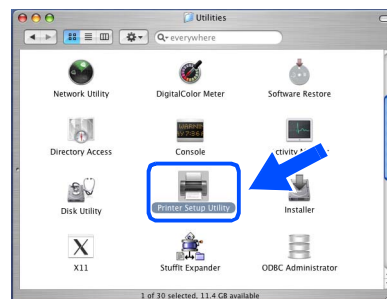 Utilities
everywhere
Network Utility
DigitalColor Meter
Software Restore
Directory Access
Console
Disk Utility
Printer Setup Utility
Installer
X11
StuffIt Expander
ODBC Administrator
1 of 30 selected, 11.4 GB available